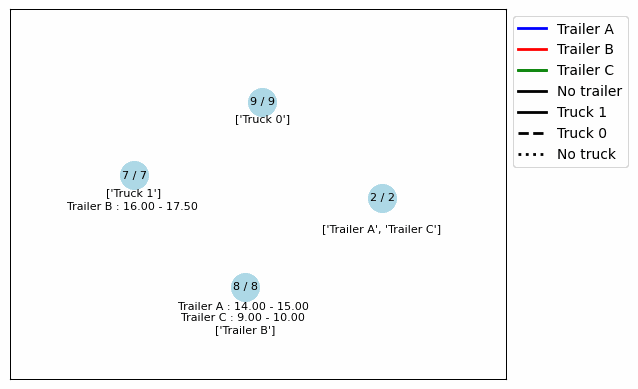 9 / 9
['Truck 0']
7 / 7
['Truck 1']
Trailer B : 16.00 - 17.50
2 / 2
['Trailer A', 'Trailer C']
8 / 8
Trailer A : 14.00 - 15.00
Trailer C : 9.00 - 10.00
['Trailer B']
Trailer A
Trailer B
Trailer C
No trailer
Truck 1
Truck 0
No truck